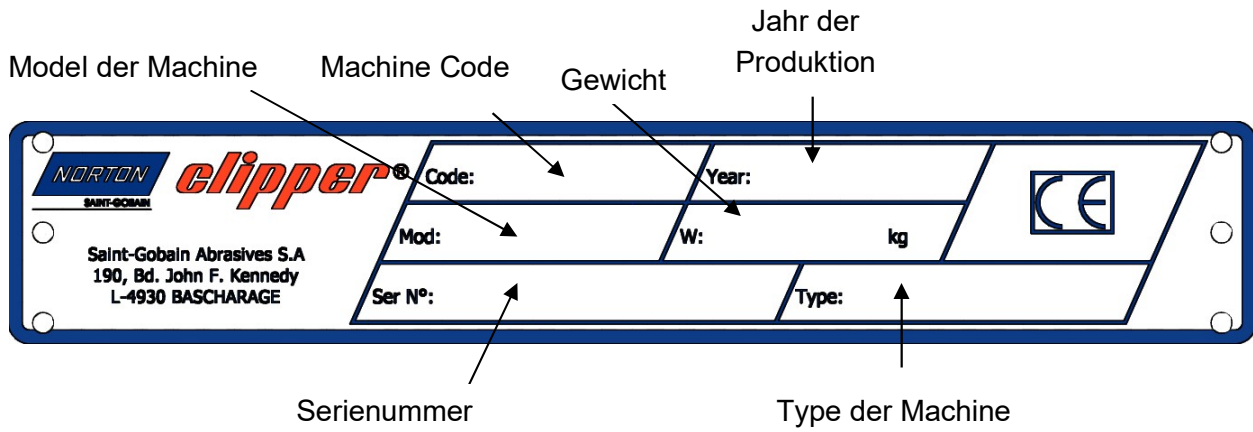 Jahr der
Produktion
Model der Machine
Machine Code
Gewicht
NORTON
SAINT-GOBAIN
clipper®
Code:
Year:
Mod:
W: kg
CE
Saint-Gobain Abrasives S.A
190, Bd. John F. Kennedy
L-4930 BASCHARAGE
Ser N°:
Type:
Serienummer
Type der Machine